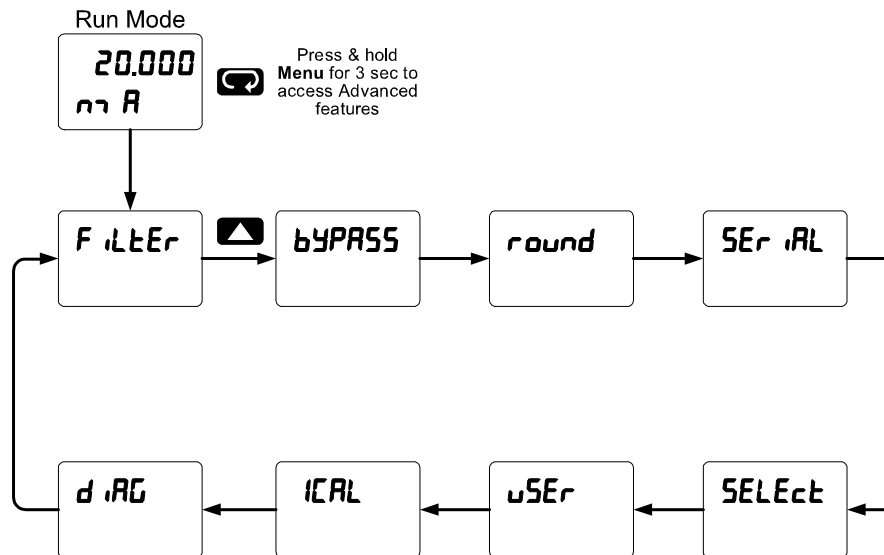 Run Mode
20.000
mA
Press & hold
Menu for 3 sec to
access Advanced
features
FiLtEr
bYPASS
round
SEriAL
diAG
ICAL
uSEr
SELEct